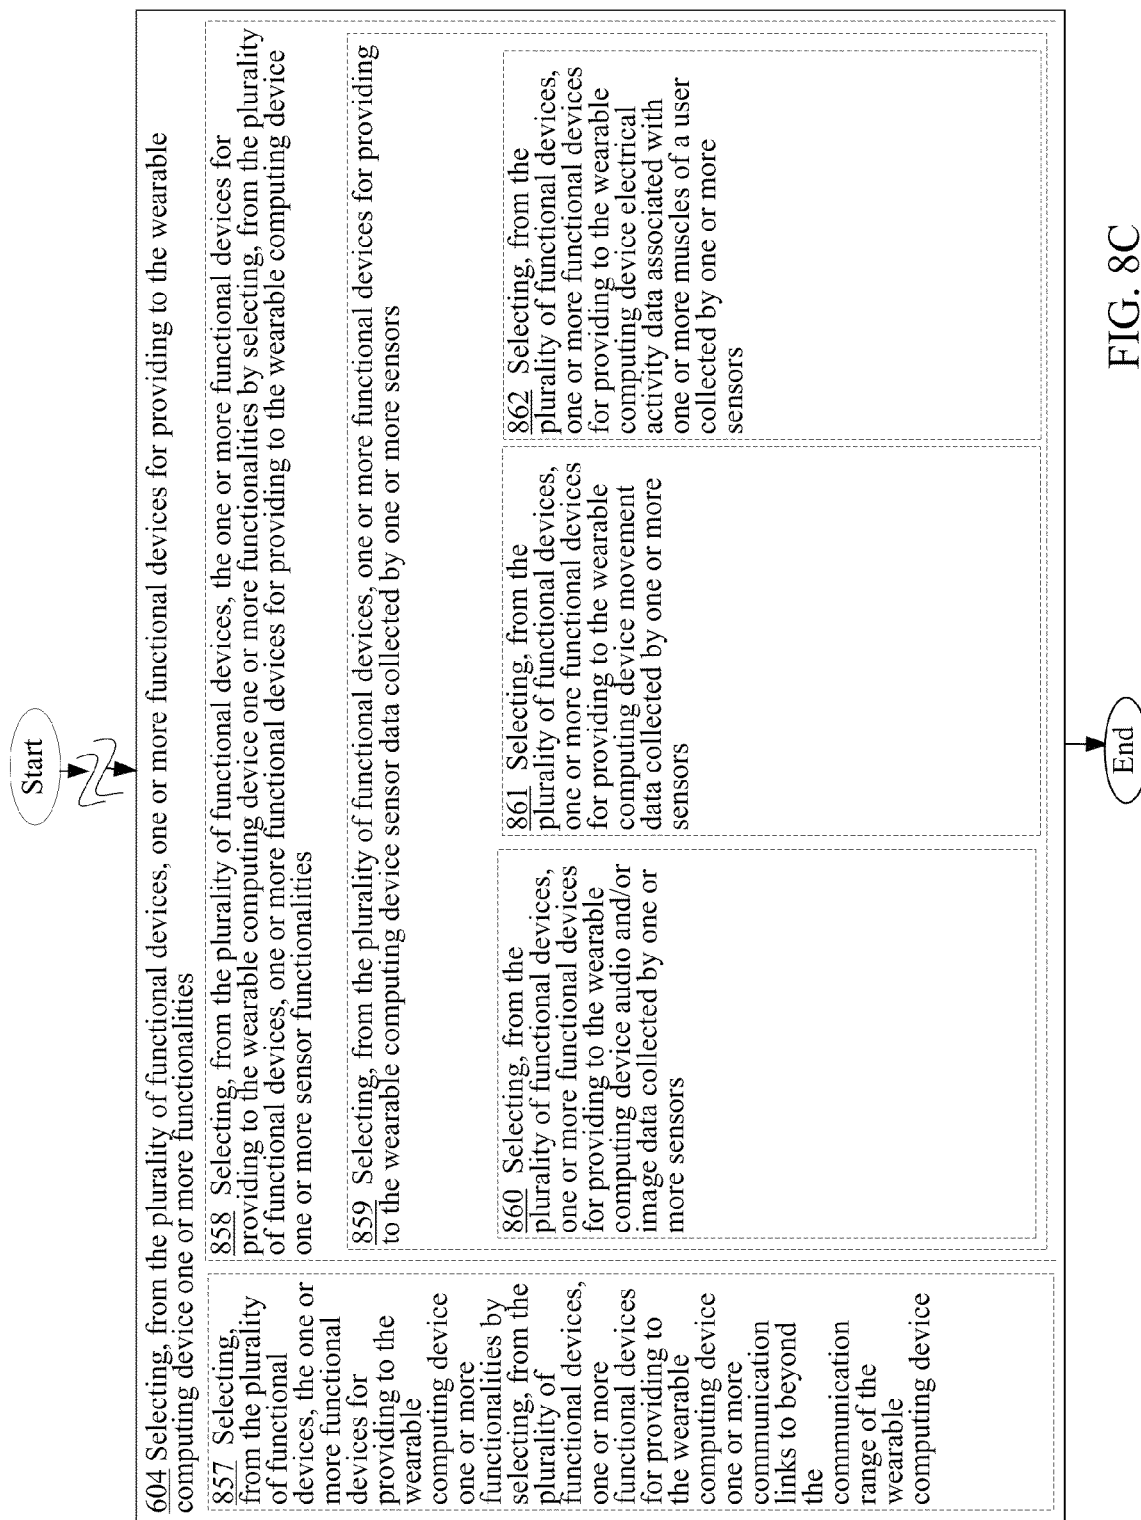 Start
604 Selecting, from the plurality of functional devices, one or more functional devices for providing to the wearable
computing device one or more functionalities
857 Selecting,
from the plurality
of functional
devices, the one or
more functional
devices for
providing to the
wearable
computing device
one or more
functionalities by
selecting, from the
plurality of
functional devices,
one or more
functional devices
for providing to
the wearable
computing device
one or more
communication
links to beyond
the
communication
range of the
wearable
computing device
858 Selecting, from the plurality of functional devices, the one or more functional devices for
providing to the wearable computing device one or more functionalities by selecting, from the plurality
of functional devices, one or more functional devices for providing to the wearable computing device
one or more sensor functionalities
859 Selecting, from the plurality of functional devices, one or more functional devices for providing
to the wearable computing device sensor data collected by one or more sensors
860 Selecting, from the
plurality of functional devices,
one or more functional devices
for providing to the wearable
computing device audio and/or
image data collected by one or
more sensors
861 Selecting, from the
plurality of functional devices,
one or more functional devices
for providing to the wearable
computing device movement
data collected by one or more
sensors
862 Selecting, from the
plurality of functional devices,
one or more functional devices
for providing to the wearable
computing device electrical
activity data associated with
one or more muscles of a user
collected by one or more
sensors
End
FIG. 8C